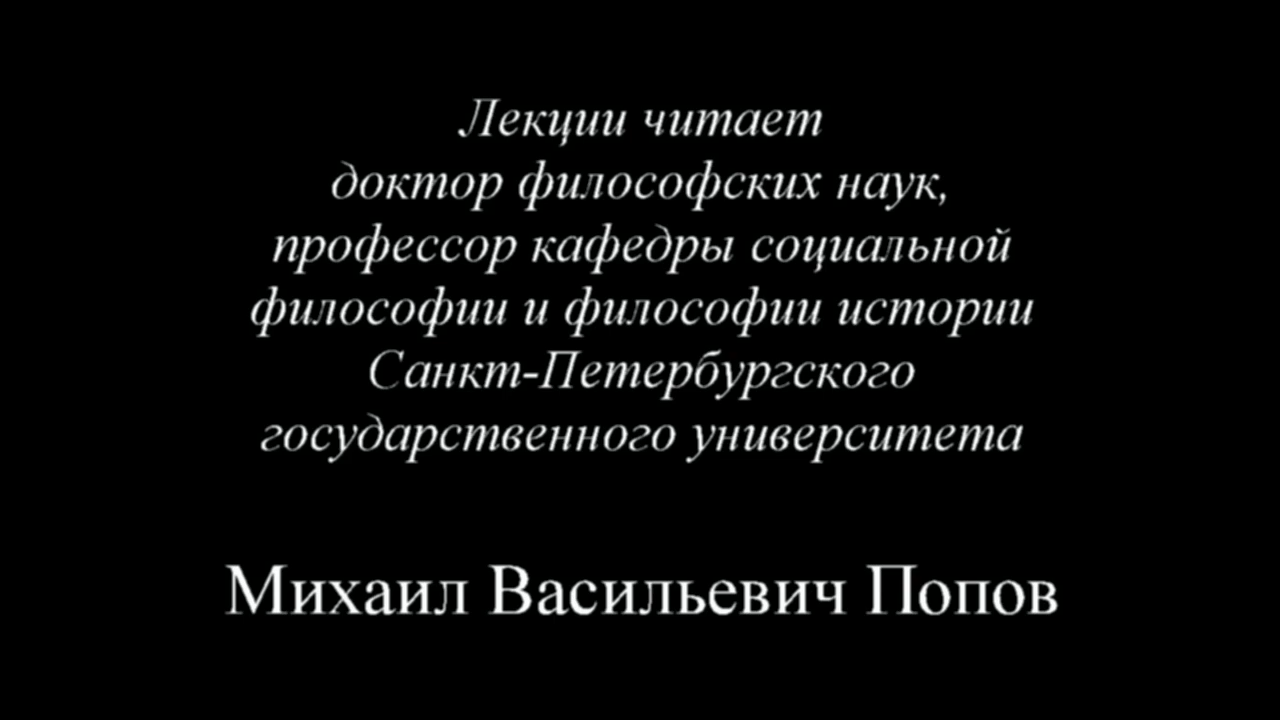 Лекции читает
доктор философских наук,
профессор кафедры социальной
философии и философии истории
Санкт-Петербургского
государственного университета
Михаил Васильевич Попов